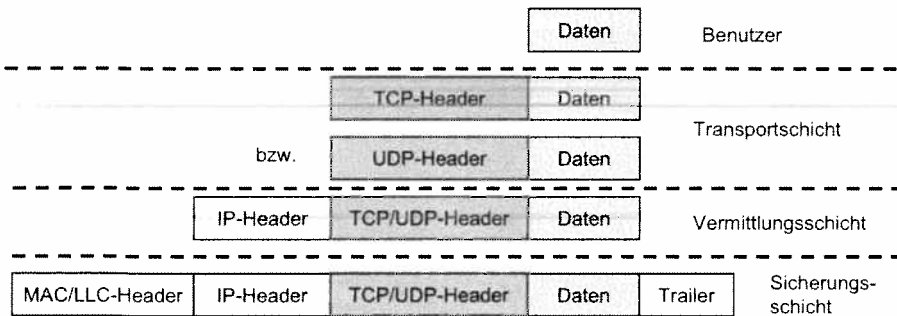 Daten Benutzer
TCP-Header Daten
Transportschicht
bzw. UDP-Header Daten
IP-Header TCP/UDP-Header Daten Vermittlungsschicht
MAC/LLC-Header IP-Header TCP/UDP-Header Daten Trailer Sicherungs-
schicht